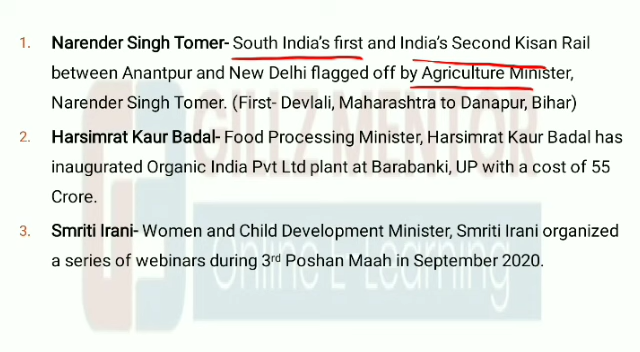 1. Narender Singh Tomer- South India's first and India's Second Kisan Rail
between Anantpur and New Delhi flagged off by Agriculture Minister,
Narender Singh Tomer. (First- Devlali, Maharashtra to Danapur, Bihar)
2. Harsimrat Kaur Badal- Food Processing Minister, Harsimrat Kaur Badal has
inaugurated Organic India Pvt Ltd plant at Barabanki, UP with a cost of 55
Crore.
3. Smriti Irani- Women and Child Development Minister, Smriti Irani organized
a series of webinars during 3rd Poshan Maah in September 2020.
GILLZ MENTOR
Online E-Learning